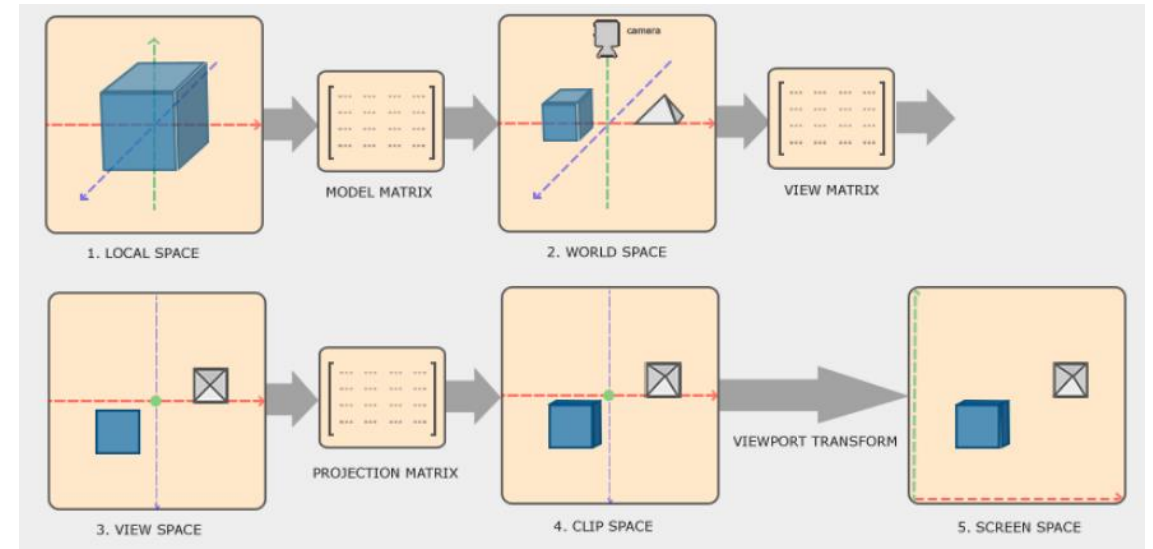 camera
MODEL MATRIX
VIEW MATRIX
1. LOCAL SPACE
2. WORLD SPACE
VIEWPORT TRANSFORM
PROJECTION MATRIX
3. VIEW SPACE
4. CLIP SPACE
5. SCREEN SPACE